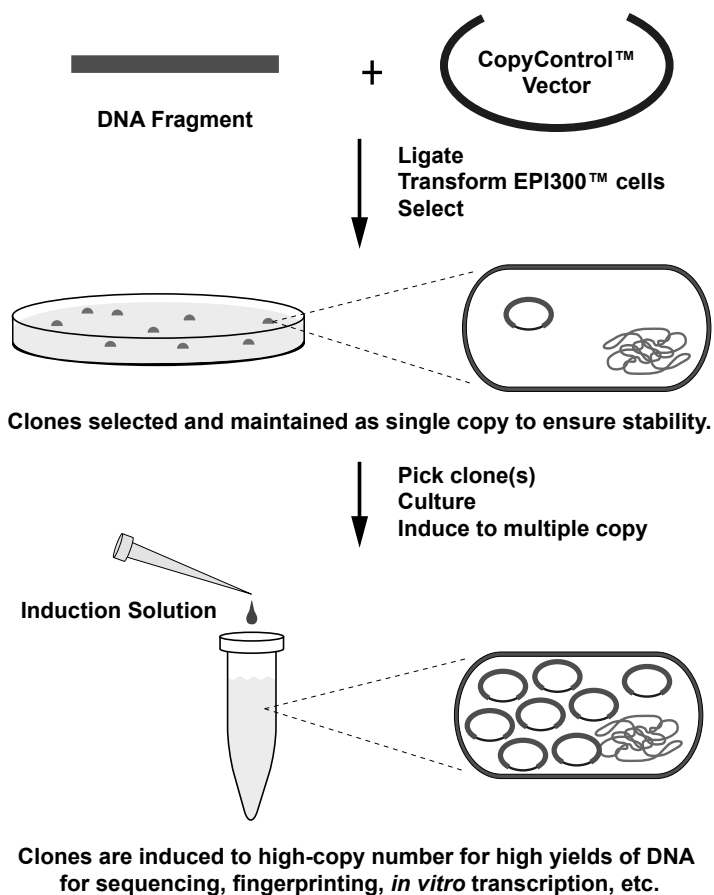 CopyControl™
Vector
+
DNA Fragment
Ligate
Transform EPI300™ cells
Select
Clones selected and maintained as single copy to ensure stability.
Pick clone(s)
Culture
Induce to multiple copy
Induction Solution
Clones are induced to high-copy number for high yields of DNA
for sequencing, fingerprinting, in vitro transcription, etc.